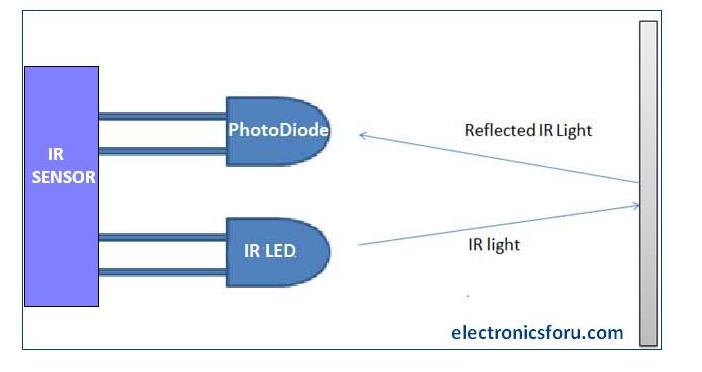 IR
SENSOR
PhotoDiode
Reflected IR Light
IR LED
IR light
electronicsforu.com